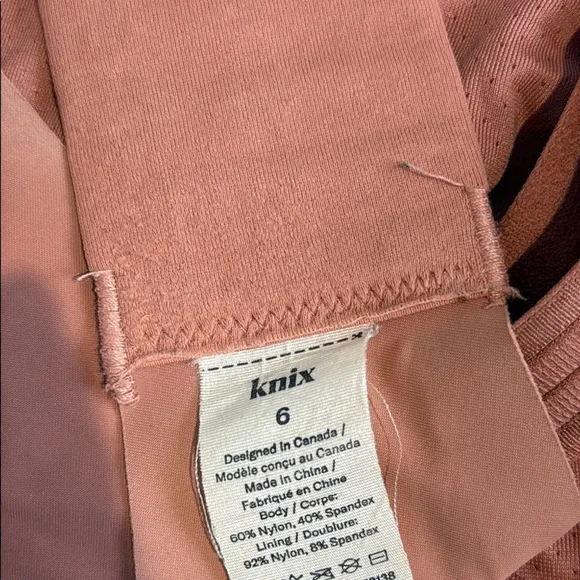 knix
6
Designed in Canada /
Modèle conçu au Canada
Made in China /
Fabriqué en Chine
Body / Corps:
60% Nylon, 40% Spandex
Lining / Doublure:
92% Nylon, 8% Spandex